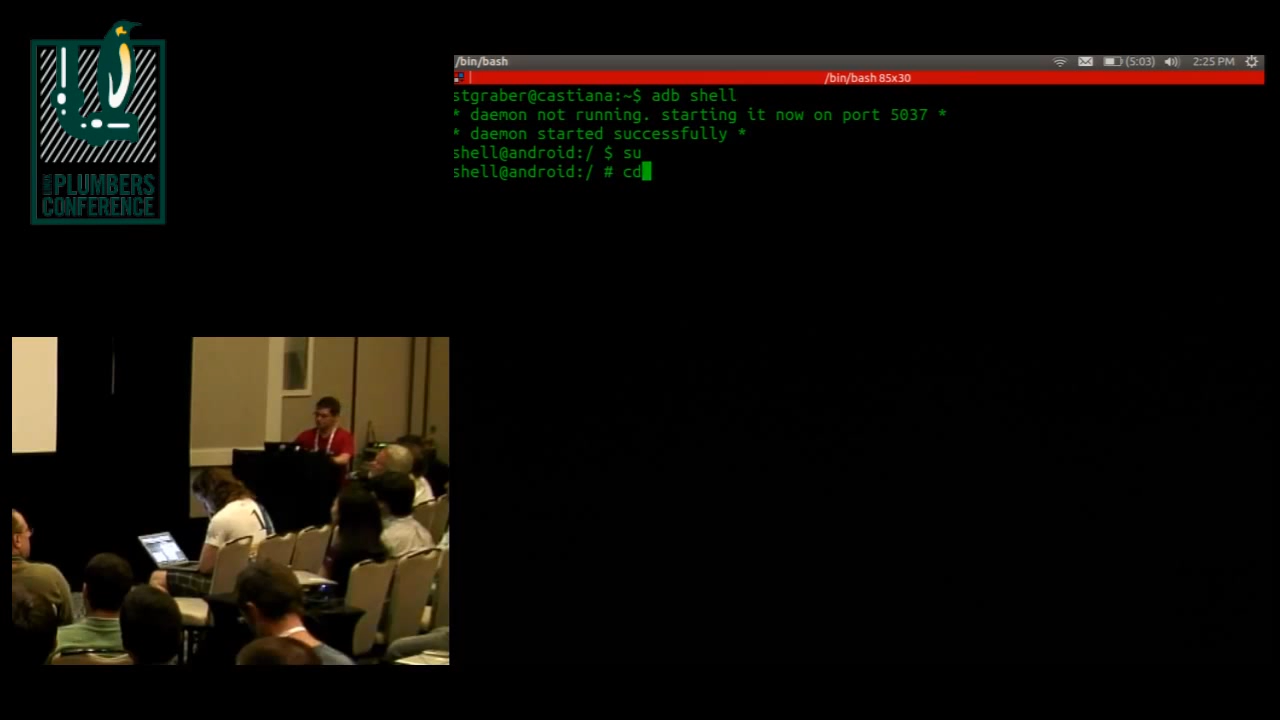 LINUX
PLUMBERS
CONFERENCE
/bin/bash
(5:03) 2:25 PM
/bin/bash 85x30
stgraber@castiana:~$ adb shell
* daemon not running. starting it now on port 5037 *
* daemon started successfully *
shell@android:/ $ su
shell@android:/ # cd